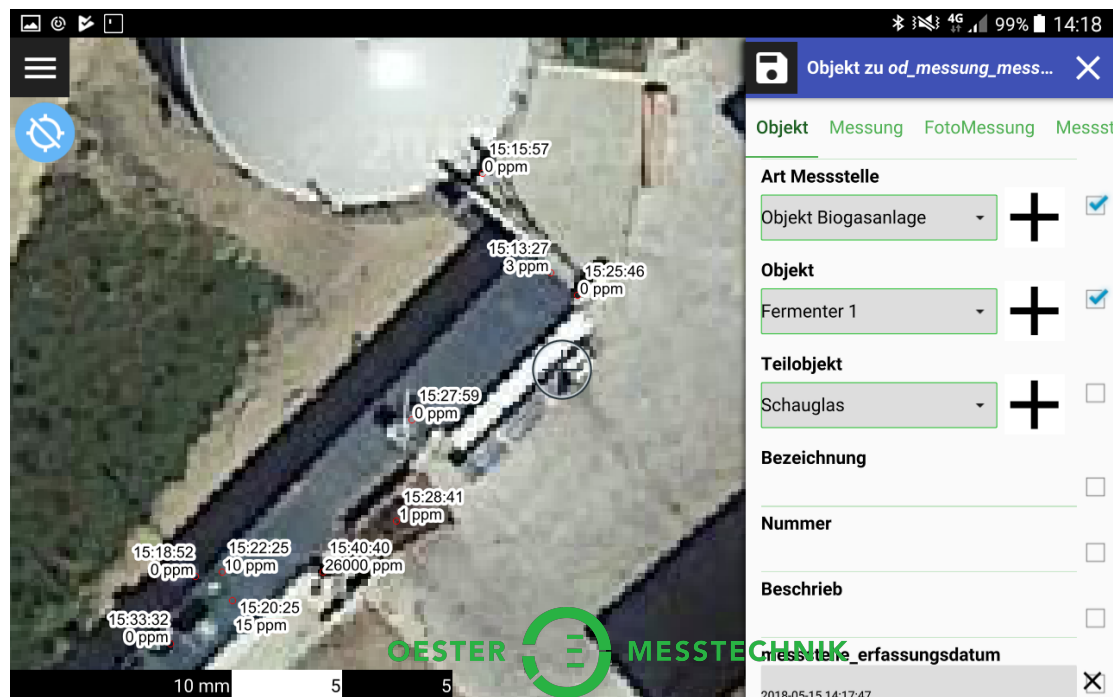 4G 99% 14:18
Objekt zu od_messung_mess...
Objekt Messung FotoMessung Messst
Art Messstelle
Objekt Biogasanlage
Objekt
Fermenter 1
Teilobjekt
Schauglas
Bezeichnung
Nummer
Beschrieb
messstelle_erfassungsdatum
2018-05-15 14:17:47
15:15:57
0 ppm
15:13:27
3 ppm
15:25:46
0 ppm
15:27:59
0 ppm
15:28:41
1 ppm
15:18:52
0 ppm
15:22:25
10 ppm
15:40:40
26000 ppm
15:20:25
15 ppm
15:33:32
0 ppm
OESTER MESSTECHNIK
10 mm 5 5